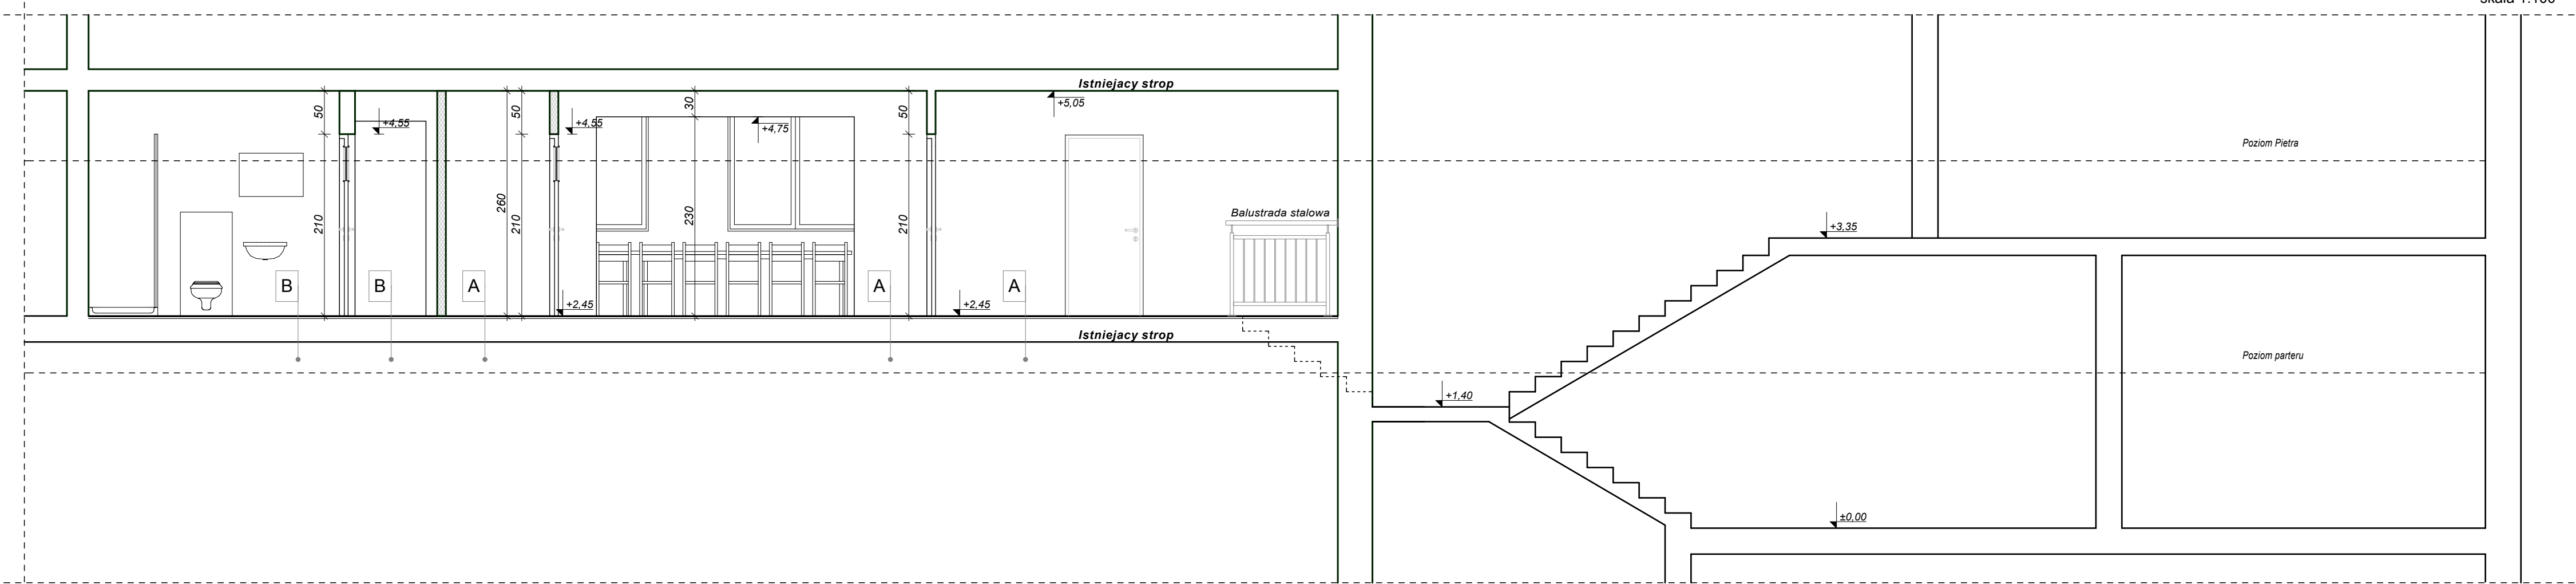 skala 1:100
Istniejacy strop
50
+4,55
50
+4,55
30
+4,75
50
+5,05
Poziom Pietra
210
260
210
230
210
Balustrada stalowa
+3,35
B
B
A
A
A
+2,45
+2,45
Istniejacy strop
Poziom parteru
+1,40
±0,00